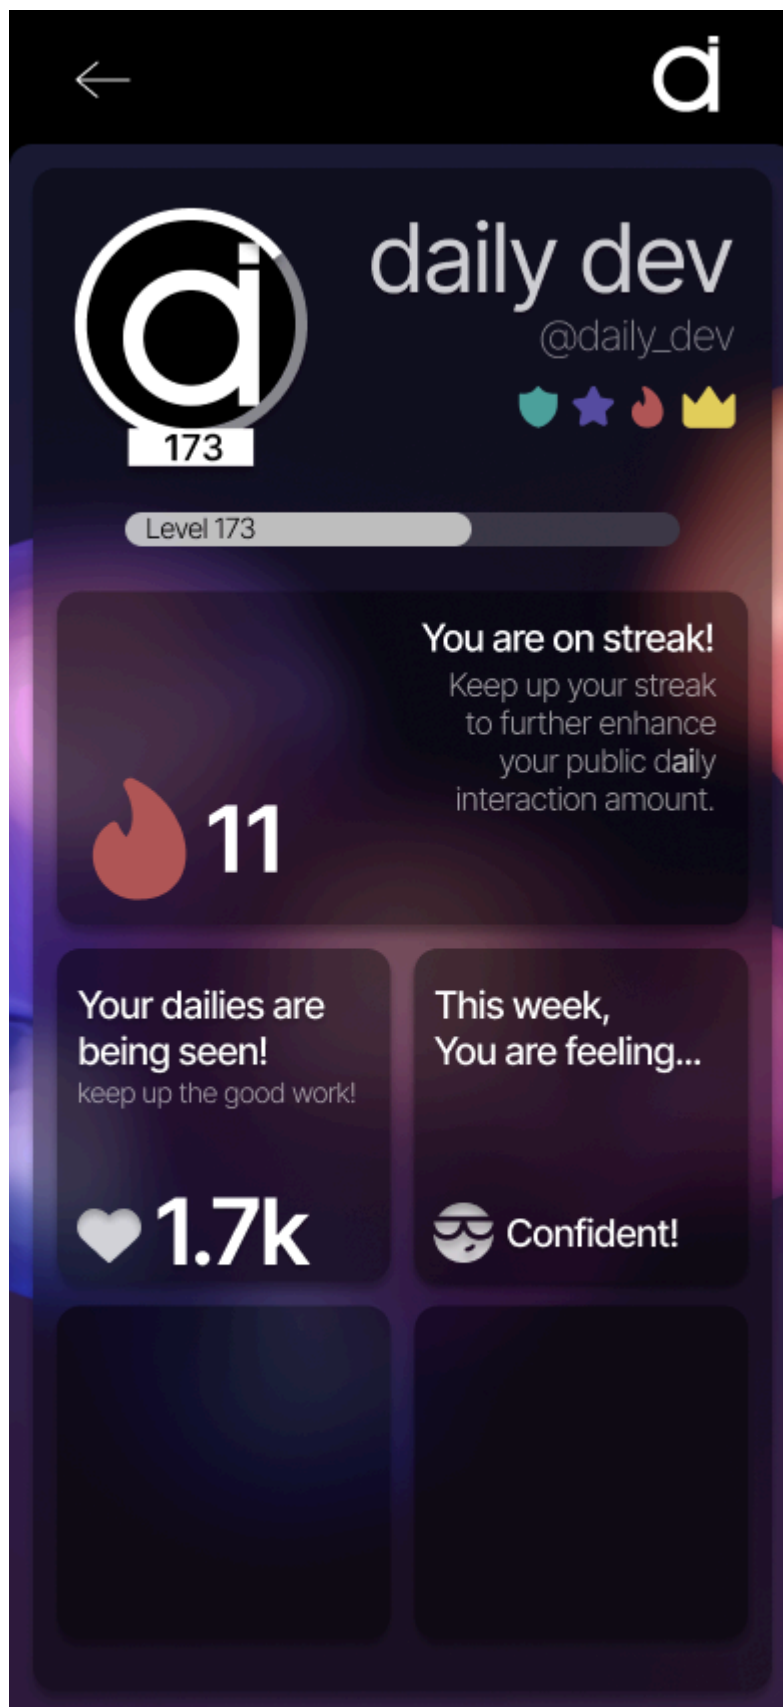 ai
daily dev
@daily_dev
ai
173
Level 173
You are on streak!
Keep up your streak
to further enhance
your public daily
interaction amount.
11
Your dailies are
being seen!
keep up the good work!
1.7k
This week,
You are feeling...
Confident!